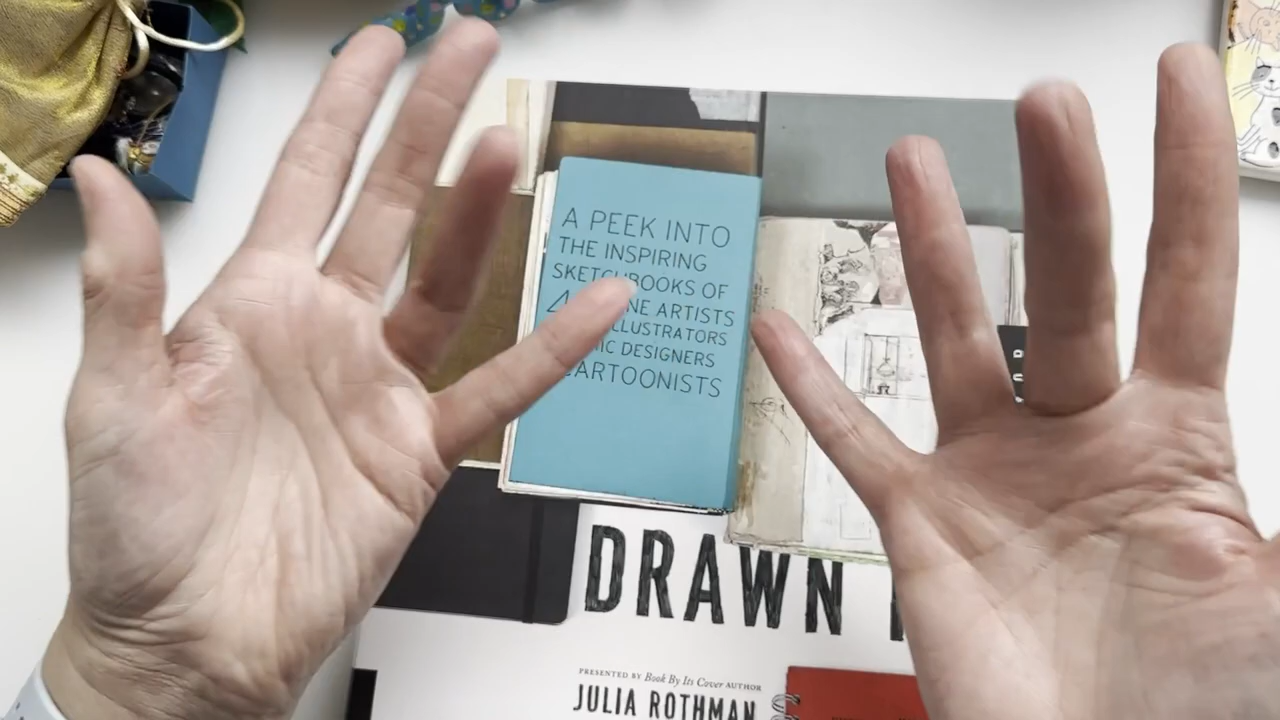 A PEEK INTO
THE INSPIRING
SKETCHBOOKS OF
ARTISTS
ILLUSTRATORS
DESIGNERS
CARTOONISTS
DRAWN
PRESENTED BY Book By Its Cover AUTHOR
JULIA ROTHMAN